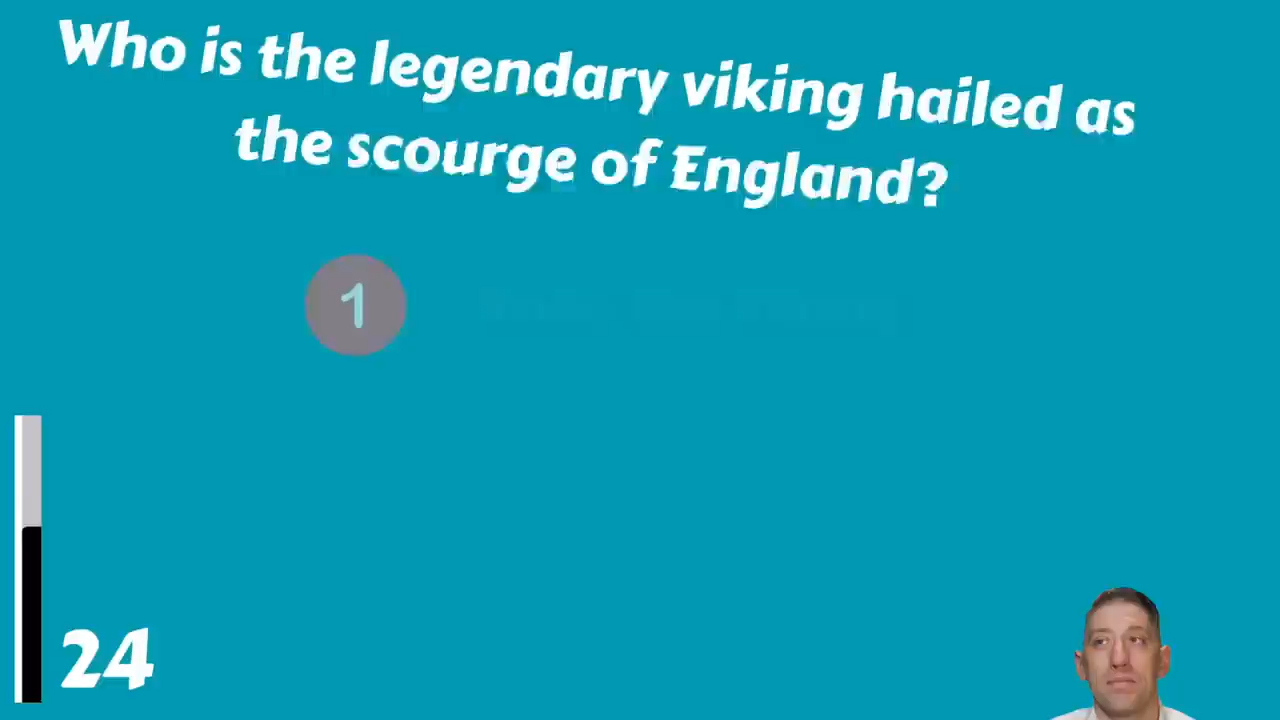 Who is the legendary viking hailed as
the scourge of England?
1
24